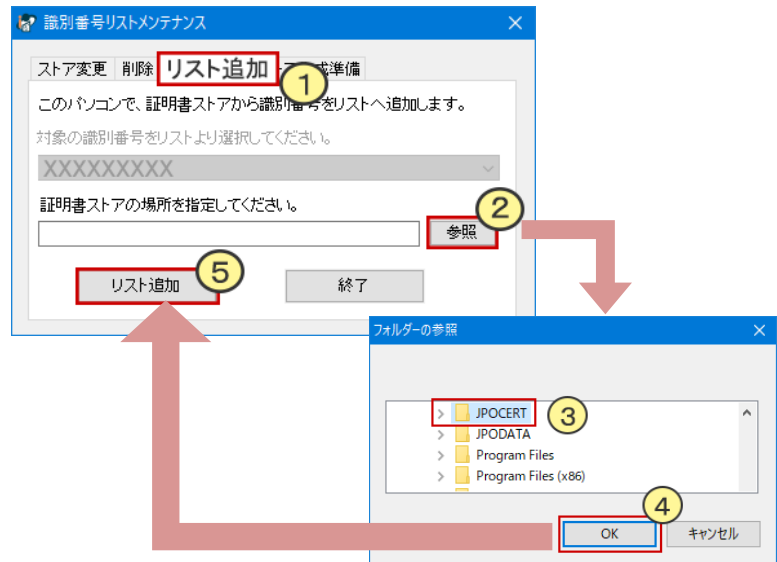 識別番号リストメンテナンス
ストア変更 削除 リスト追加 準備
1
このパソコンで、証明書ストアから識別番号をリストへ追加します。
対象の識別番号をリストより選択してください。
XXXXXXXXX
証明書ストアの場所を指定してください。
2
参照
5
リスト追加 終了
フォルダーの参照
JPOCERT
3
JPODATA
Program Files
Program Files (x86)
4
OK キャンセル